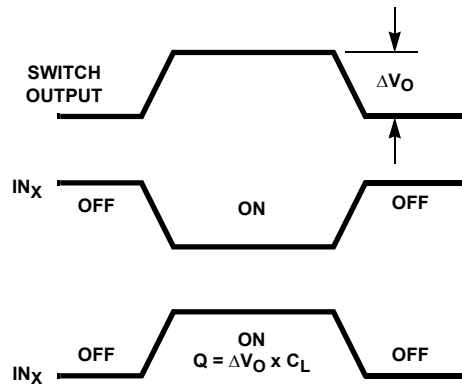 SWITCH
OUTPUT
ΔVO
INX
OFF
ON
OFF
INX
OFF
ON
Q = ΔVO x CL
OFF